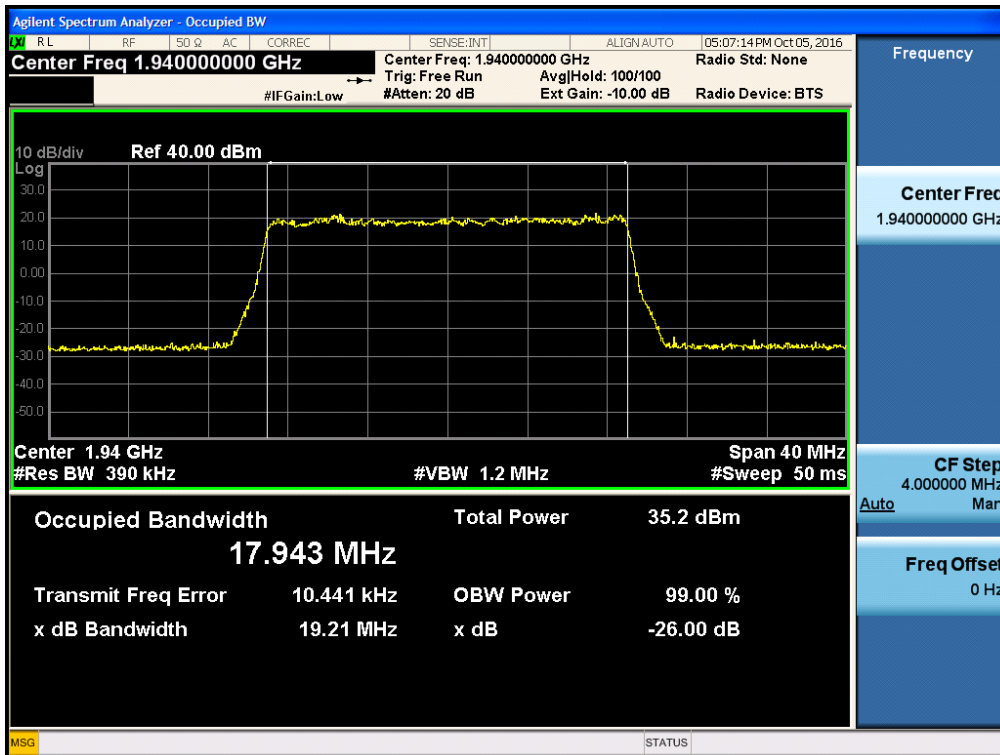 Agilent Spectrum Analyzer - Occupied BW
LXI RL RF 50 Ω AC CORREC SENSE:INT ALIGN AUTO 05:07:14 PM Oct 05, 2016
Center Freq 1.940000000 GHz
Center Freq: 1.940000000 GHz Radio Std: None
Trig: Free Run Avg|Hold: 100/100
#IFGain:Low #Atten: 20 dB Ext Gain: -10.00 dB Radio Device: BTS
10 dB/div Ref 40.00 dBm
Log
30.0
20.0
10.0
0.00
-10.0
-20.0
-30.0
-40.0
-50.0
Center 1.94 GHz Span 40 MHz
#Res BW 390 kHz #VBW 1.2 MHz #Sweep 50 ms
Occupied Bandwidth Total Power 35.2 dBm
17.943 MHz
Transmit Freq Error 10.441 kHz OBW Power 99.00 %
x dB Bandwidth 19.21 MHz x dB -26.00 dB
MSG STATUS
Frequency
Center Freq
1.940000000 GHz
CF Step
4.000000 MHz
Auto Man
Freq Offset
0 Hz